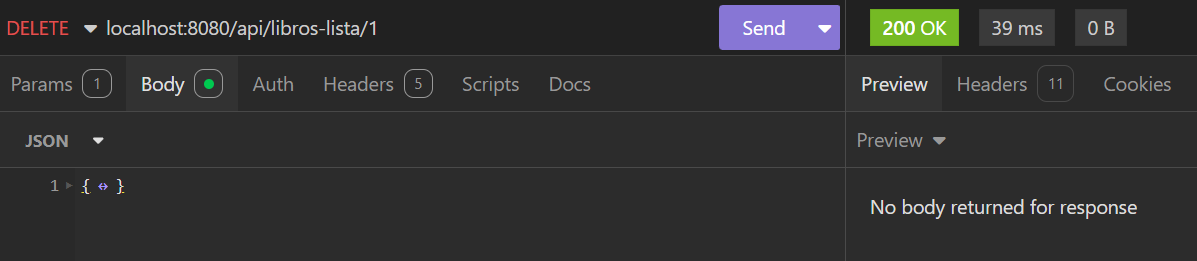 DELETE localhost:8080/api/libros-lista/1 Send 200 OK 39 ms 0 B
Params 1 Body Auth Headers 5 Scripts Docs Preview Headers 11 Cookies
JSON Preview
1 { ↔ }
No body returned for response